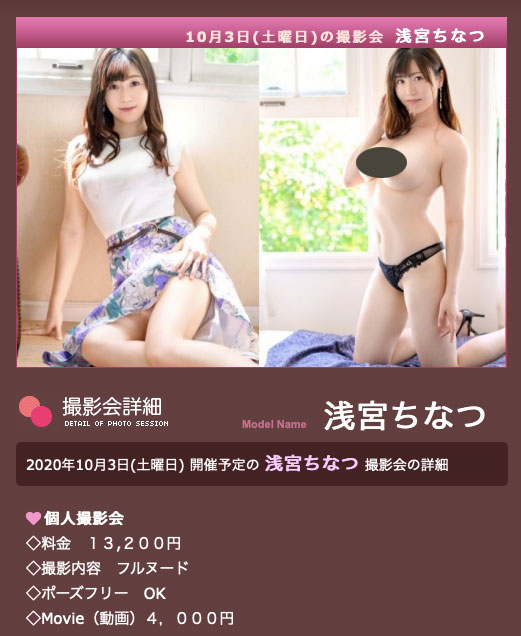 10月3日(土曜日)の撮影会 浅宮ちなつ
撮影会詳細
DETAIL OF PHOTO SESSION
Model Name 浅宮ちなつ
2020年10月3日(土曜日) 開催予定の 浅宮ちなつ 撮影会の詳細
個人撮影会
◇料金　１３,２００円
◇撮影内容　フルヌード
◇ポーズフリー　OK
◇Movie（動画）４，０００円